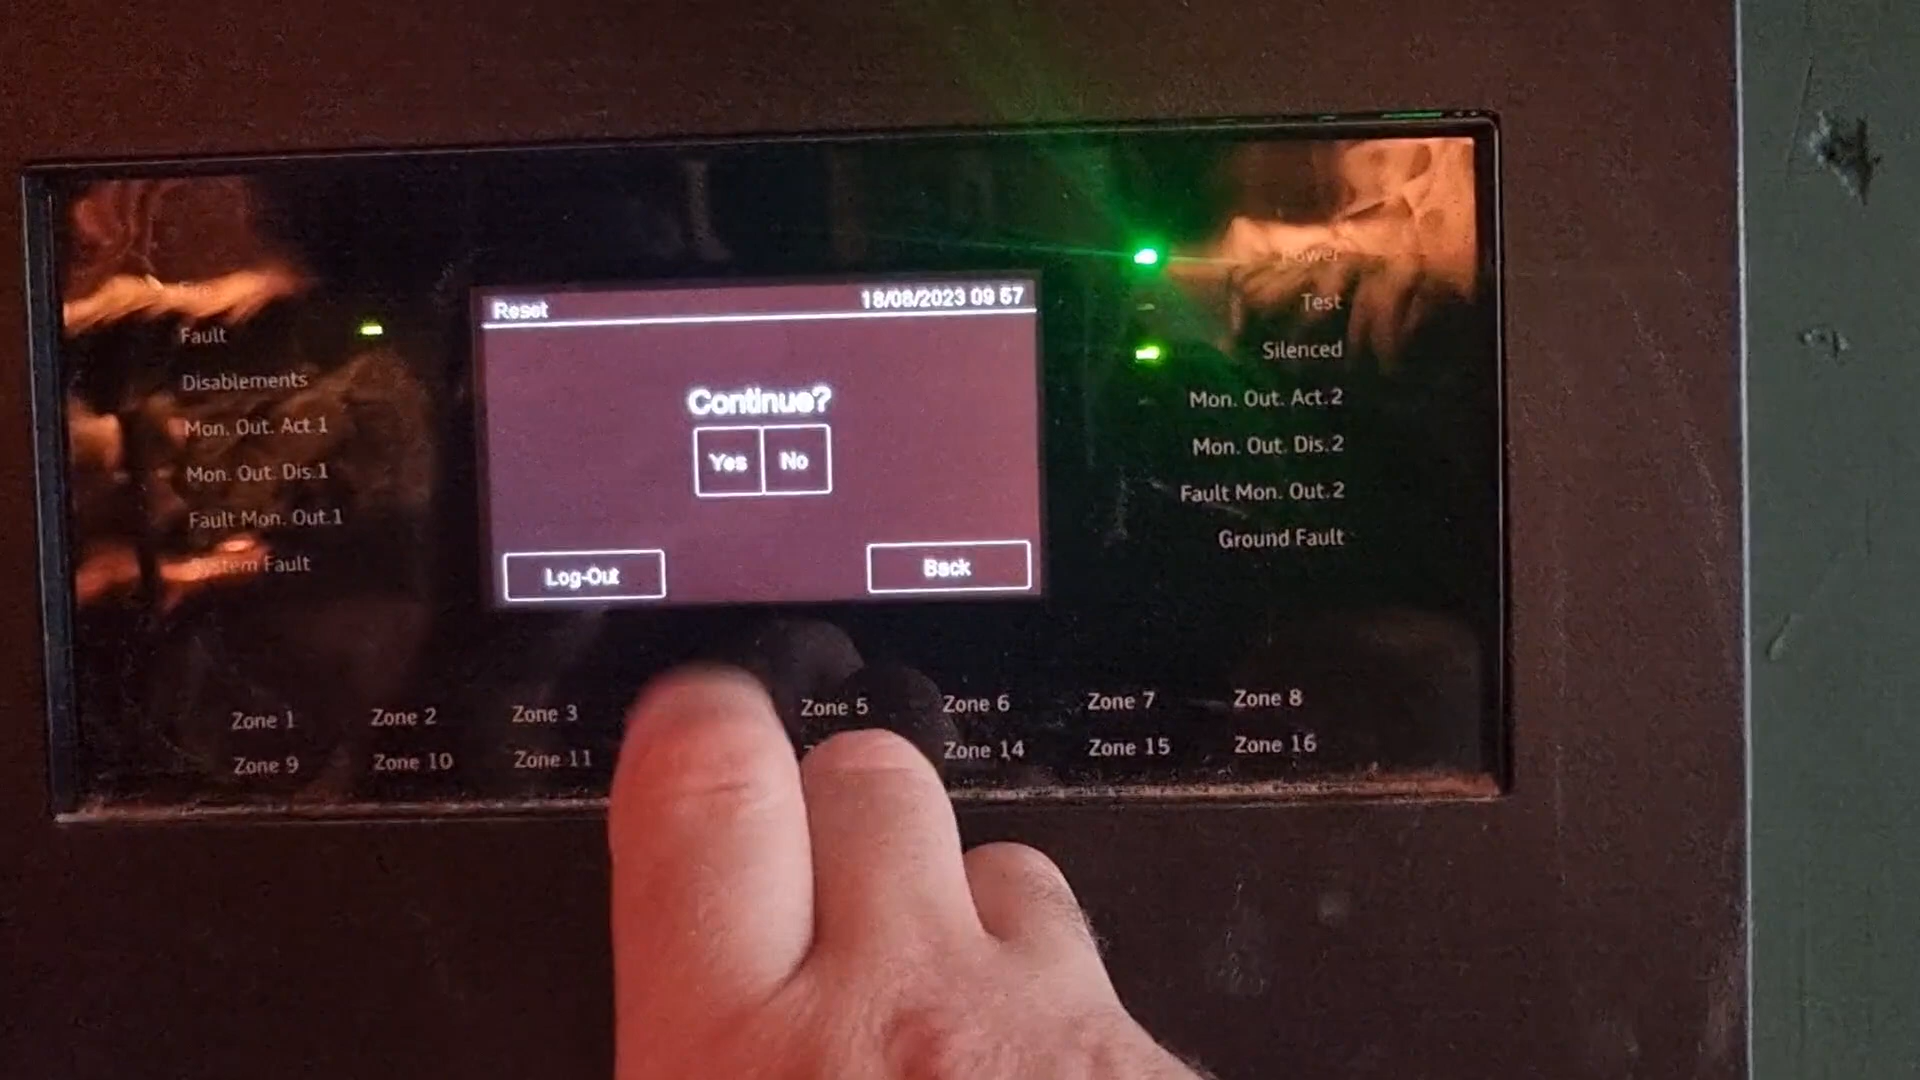 Reset 18/08/2023 09 57
Continue?
Yes No
Log-Out Back
Fault
Disablements
Mon. Out. Act.1
Mon. Out. Dis.1
Fault Mon. Out.1
System Fault
Power
Test
Silenced
Mon. Out. Act.2
Mon. Out. Dis.2
Fault Mon. Out.2
Ground Fault
Zone 1 Zone 2 Zone 3 Zone 5 Zone 6 Zone 7 Zone 8
Zone 9 Zone 10 Zone 11 Zone 14 Zone 15 Zone 16